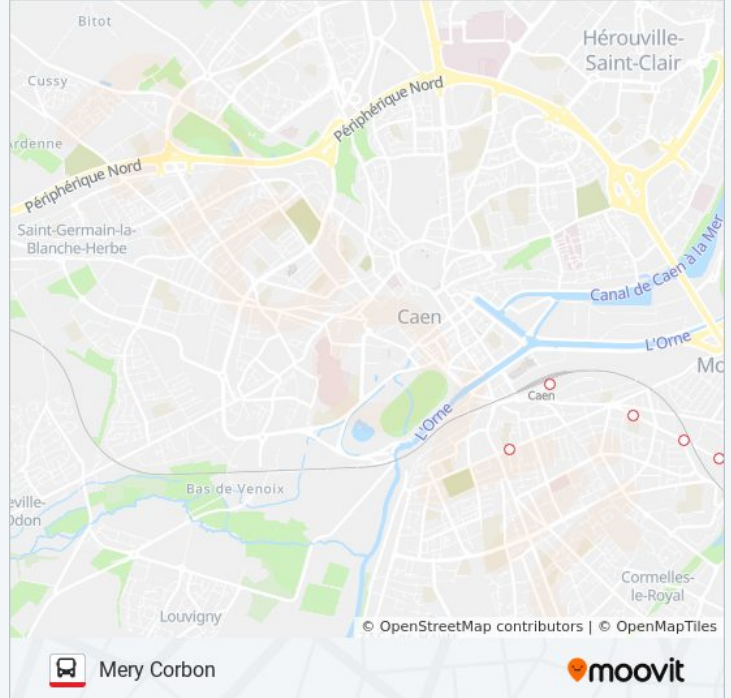 Bitot
Hérouville-
Saint-Clair
Cussy
Périphérique Nord
rdenne
Périphérique Nord
Saint-Germain-la-
Blanche-Herbe
Canal de Caen à la Mer
Caen
L'Orne
Mo
Caen
L'Orne
Bas de Venoix
eville-
Odon
Cormelles-
le-Royal
Louvigny
© OpenStreetMap contributors | © OpenMapTiles
Mery Corbon
moovit